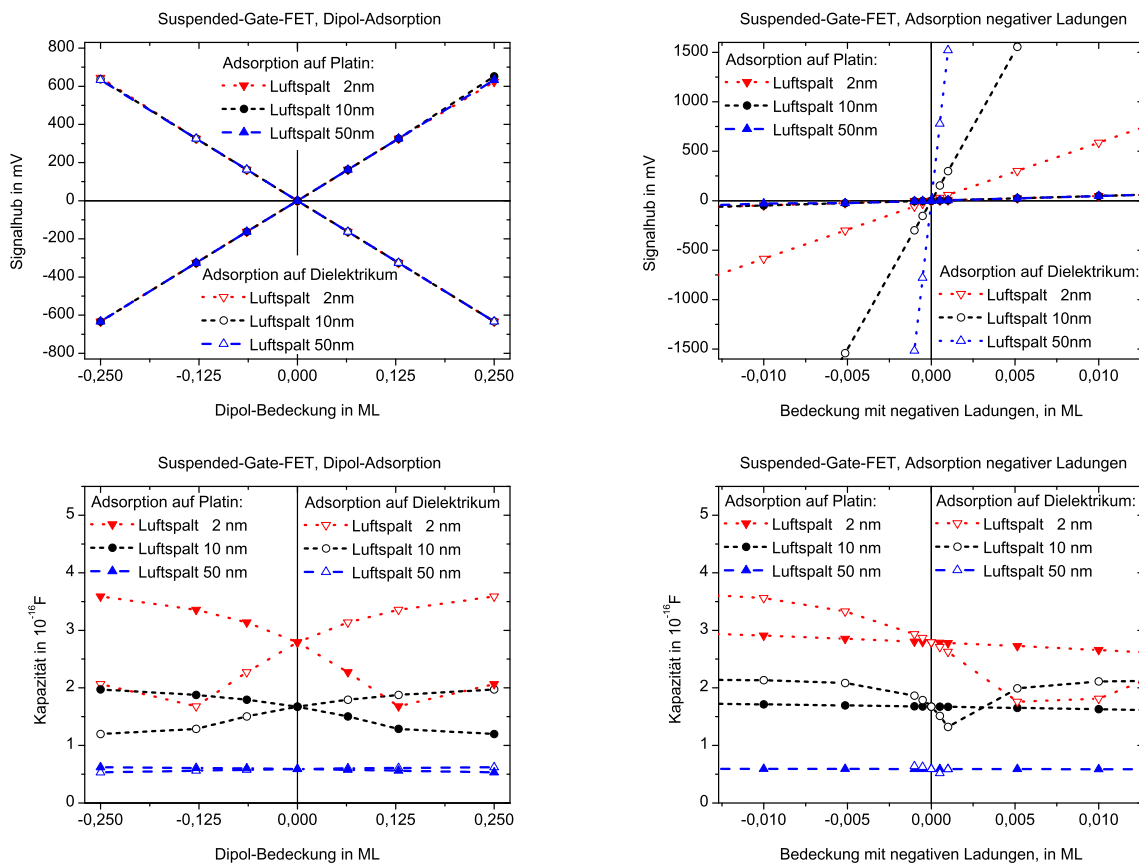 Suspended-Gate-FET, Dipol-Adsorption
Signalhub in mV
800
600
400
200
0
-200
-400
-600
-800
Adsorption auf Platin:
Luftspalt 2nm
Luftspalt 10nm
Luftspalt 50nm
Adsorption auf Dielektrikum
Luftspalt 2nm
Luftspalt 10nm
Luftspalt 50nm
-0,250 -0,125 0,000 0,125 0,250
Dipol-Bedeckung in ML
Suspended-Gate-FET, Adsorption negativer Ladungen
Signalhub in mV
1500
1000
500
0
-500
-1000
-1500
Adsorption auf Platin:
Luftspalt 2nm
Luftspalt 10nm
Luftspalt 50nm
Adsorption auf Dielektrikum:
Luftspalt 2nm
Luftspalt 10nm
Luftspalt 50nm
-0,010 -0,005 0,000 0,005 0,010
Bedeckung mit negativen Ladungen, in ML
Suspended-Gate-FET, Dipol-Adsorption
Kapazität in 10⁻¹⁶F
5
4
3
2
1
0
Adsorption auf Platin:
Luftspalt 2 nm
Luftspalt 10 nm
Luftspalt 50 nm
Adsorption auf Dielektrikum
Luftspalt 2 nm
Luftspalt 10 nm
Luftspalt 50 nm
-0,250 -0,125 0,000 0,125 0,250
Dipol-Bedeckung in ML
Suspended-Gate-FET, Adsorption negativer Ladungen
Kapazität in 10⁻¹⁶F
5
4
3
2
1
0
Adsorption auf Platin:
Luftspalt 2 nm
Luftspalt 10 nm
Luftspalt 50 nm
Adsorption auf Dielektrikum:
Luftspalt 2 nm
Luftspalt 10 nm
Luftspalt 50 nm
-0,010 -0,005 0,000 0,005 0,010
Bedeckung mit negativen Ladungen, in ML